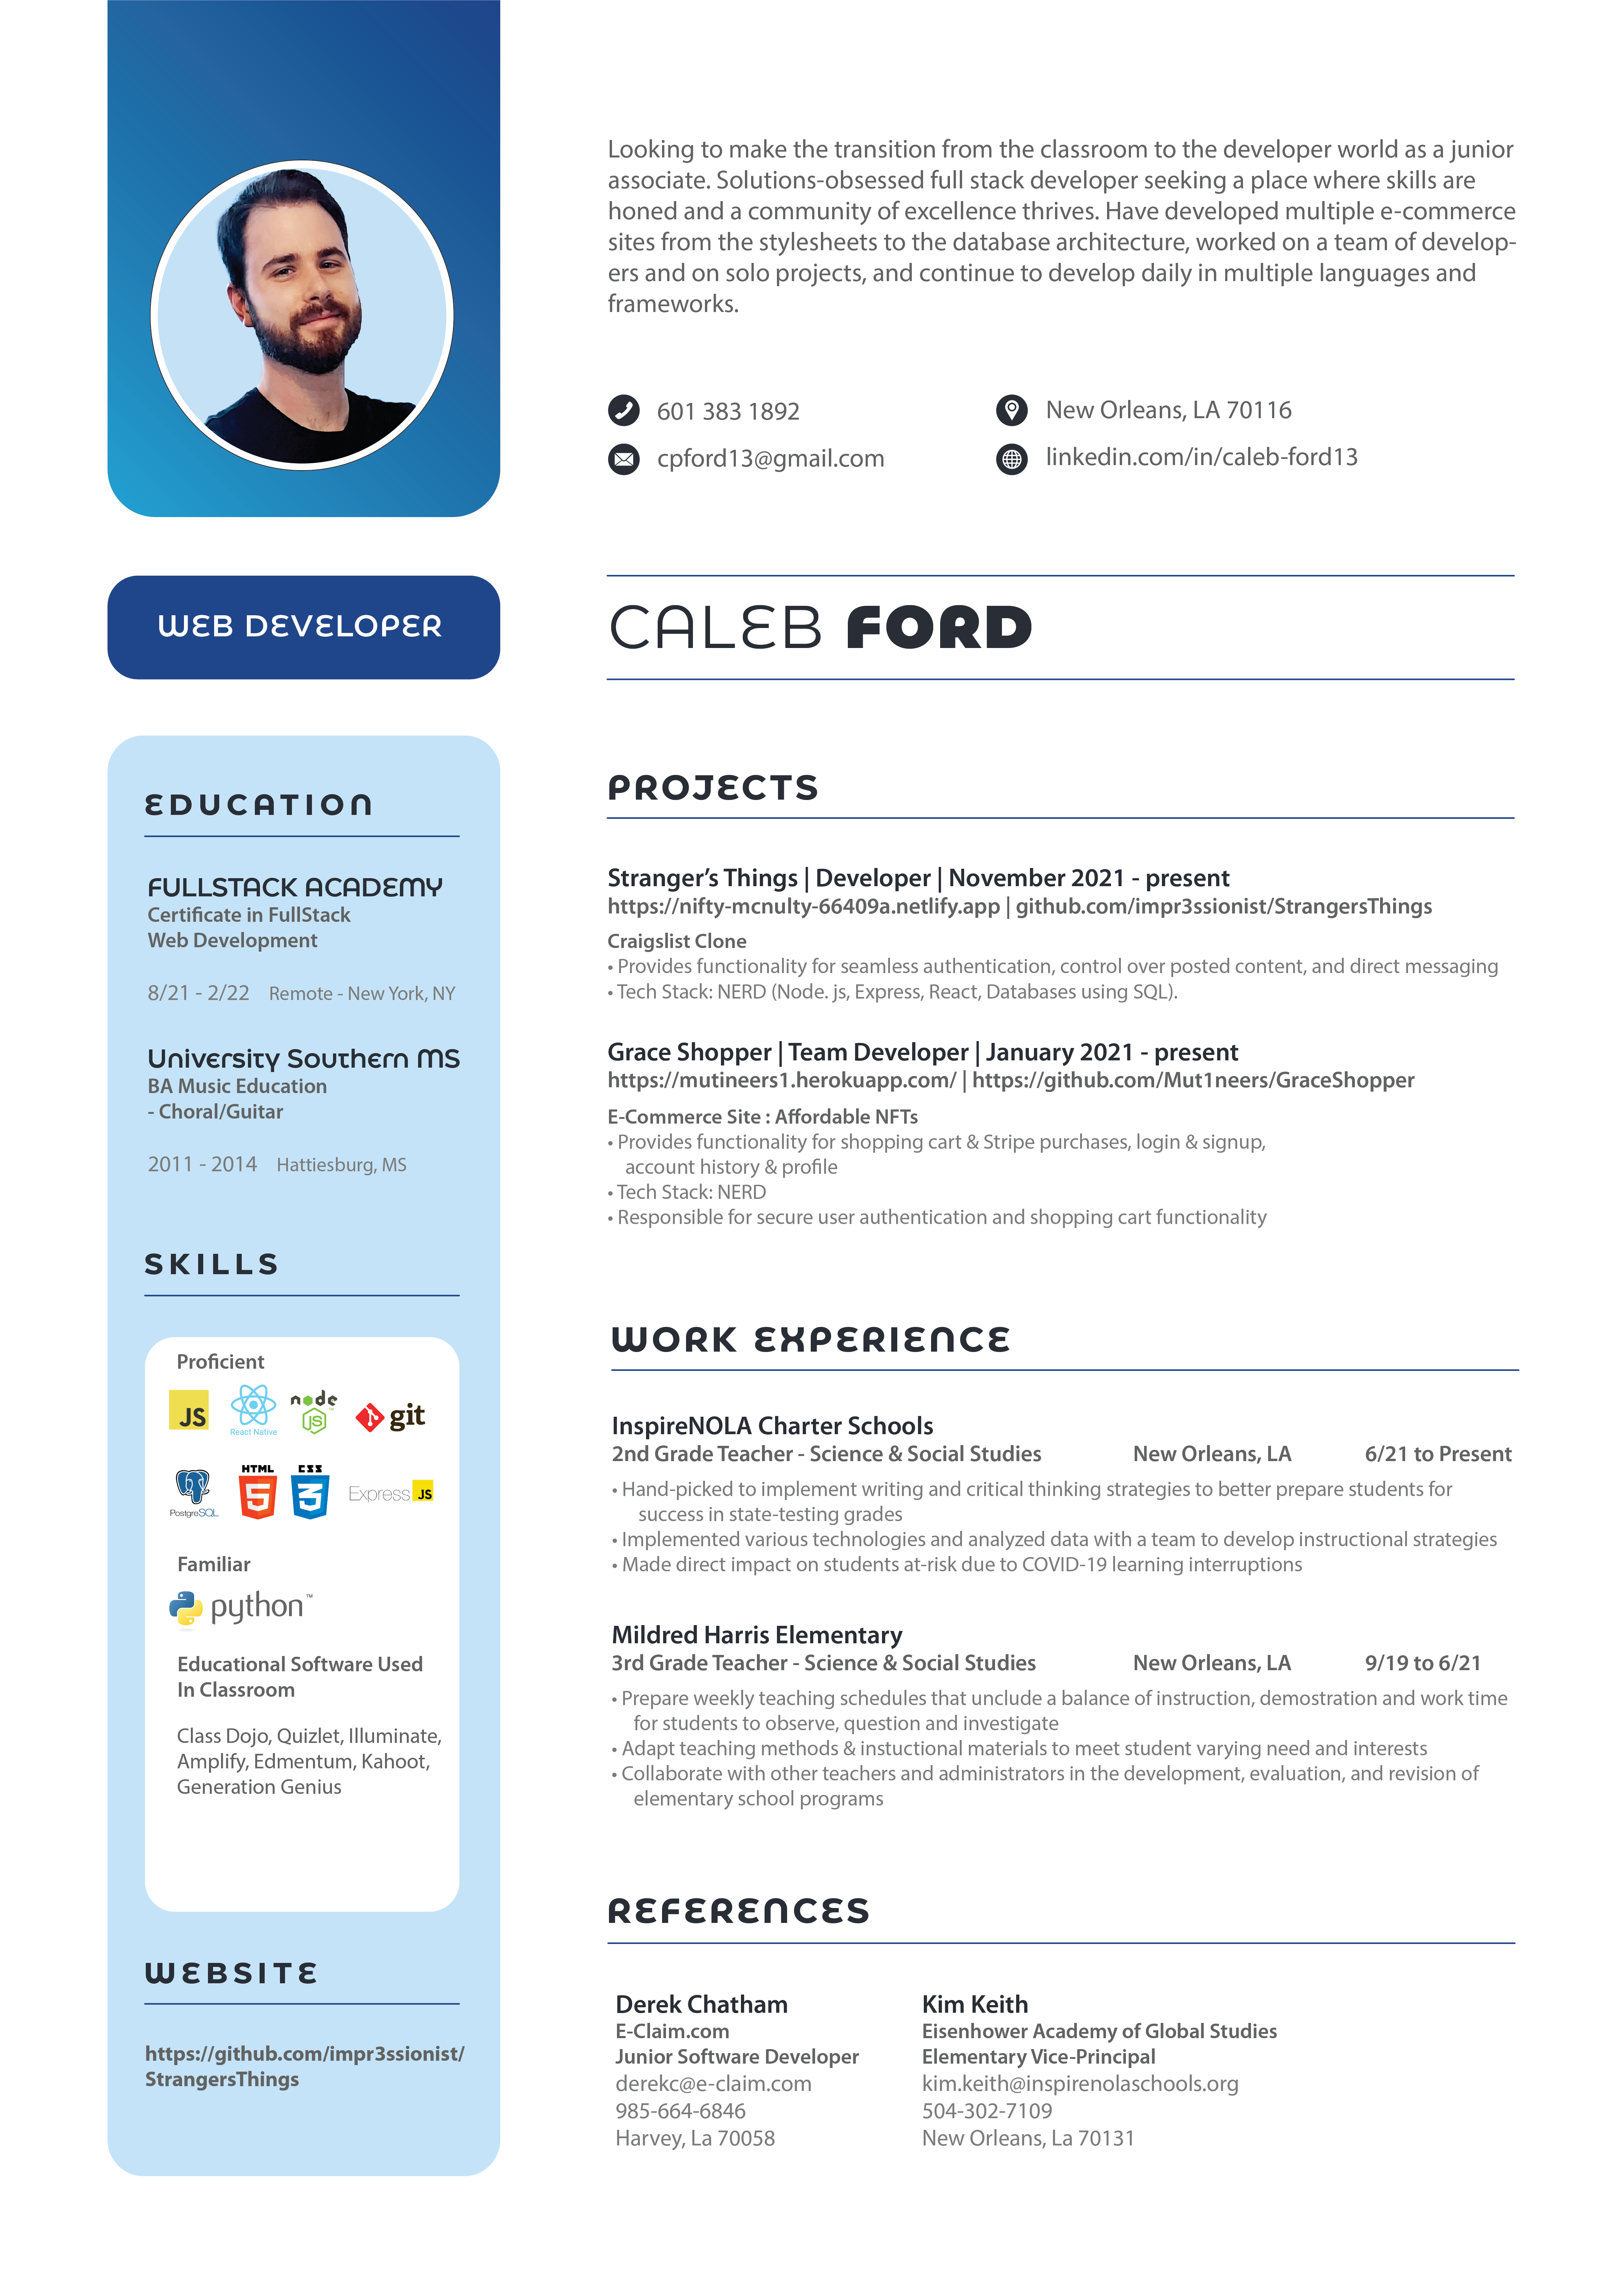 Looking to make the transition from the classroom to the developer world as a junior
associate. Solutions-obsessed full stack developer seeking a place where skills are
honed and a community of excellence thrives. Have developed multiple e-commerce
sites from the stylesheets to the database architecture, worked on a team of develop-
ers and on solo projects, and continue to develop daily in multiple languages and
frameworks.
601 383 1892
New Orleans, LA 70116
cpford13@gmail.com
linkedin.com/in/caleb-ford13
WEB DEVELOPER
CALEB FORD
EDUCATION
FULLSTACK ACADEMY
Certificate in FullStack
Web Development
8/21 - 2/22 Remote - New York, NY
University Southern MS
BA Music Education
- Choral/Guitar
2011 - 2014 Hattiesburg, MS
SKILLS
Proficient
JS
React Native
node
JS
git
PostgreSQL
HTML
5
CSS
3
Express JS
Familiar
python™
Educational Software Used
In Classroom
Class Dojo, Quizlet, Illuminate,
Amplify, Edmentum, Kahoot,
Generation Genius
WEBSITE
https://github.com/impr3ssionist/
StrangersThings
PROJECTS
Stranger’s Things | Developer | November 2021 - present
https://nifty-mcnulty-66409a.netlify.app | github.com/impr3ssionist/StrangersThings
Craigslist Clone
• Provides functionality for seamless authentication, control over posted content, and direct messaging
• Tech Stack: NERD (Node. js, Express, React, Databases using SQL).
Grace Shopper | Team Developer | January 2021 - present
https://mutineers1.herokuapp.com/ | https://github.com/Mut1neers/GraceShopper
E-Commerce Site : Affordable NFTs
• Provides functionality for shopping cart & Stripe purchases, login & signup,
account history & profile
• Tech Stack: NERD
• Responsible for secure user authentication and shopping cart functionality
WORK EXPERIENCE
InspireNOLA Charter Schools
2nd Grade Teacher - Science & Social Studies New Orleans, LA 6/21 to Present
• Hand-picked to implement writing and critical thinking strategies to better prepare students for
success in state-testing grades
• Implemented various technologies and analyzed data with a team to develop instructional strategies
• Made direct impact on students at-risk due to COVID-19 learning interruptions
Mildred Harris Elementary
3rd Grade Teacher - Science & Social Studies New Orleans, LA 9/19 to 6/21
• Prepare weekly teaching schedules that unclude a balance of instruction, demostration and work time
for students to observe, question and investigate
• Adapt teaching methods & instuctional materials to meet student varying need and interests
• Collaborate with other teachers and administrators in the development, evaluation, and revision of
elementary school programs
REFERENCES
Derek Chatham
E-Claim.com
Junior Software Developer
derekc@e-claim.com
985-664-6846
Harvey, La 70058
Kim Keith
Eisenhower Academy of Global Studies
Elementary Vice-Principal
kim.keith@inspirenolaschools.org
504-302-7109
New Orleans, La 70131